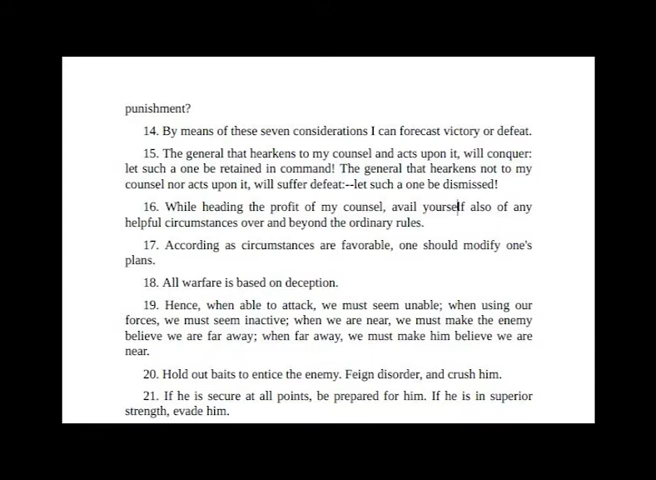 punishment?
14. By means of these seven considerations I can forecast victory or defeat.
15. The general that hearkens to my counsel and acts upon it, will conquer:
let such a one be retained in command! The general that hearkens not to my
counsel nor acts upon it, will suffer defeat:--let such a one be dismissed!
16. While heading the profit of my counsel, avail yourself also of any
helpful circumstances over and beyond the ordinary rules.
17. According as circumstances are favorable, one should modify one's
plans.
18. All warfare is based on deception.
19. Hence, when able to attack, we must seem unable; when using our
forces, we must seem inactive; when we are near, we must make the enemy
believe we are far away; when far away, we must make him believe we are
near.
20. Hold out baits to entice the enemy. Feign disorder, and crush him.
21. If he is secure at all points, be prepared for him. If he is in superior
strength, evade him.